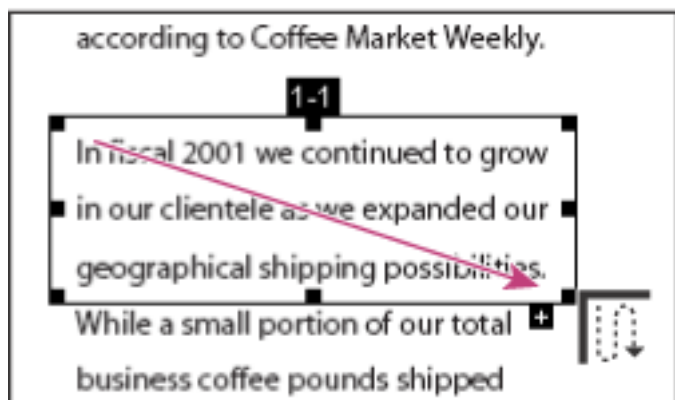 according to Coffee Market Weekly.
1-1
In fiscal 2001 we continued to grow
in our clientele as we expanded our
geographical shipping possibilities.
While a small portion of our total +
business coffee pounds shipped